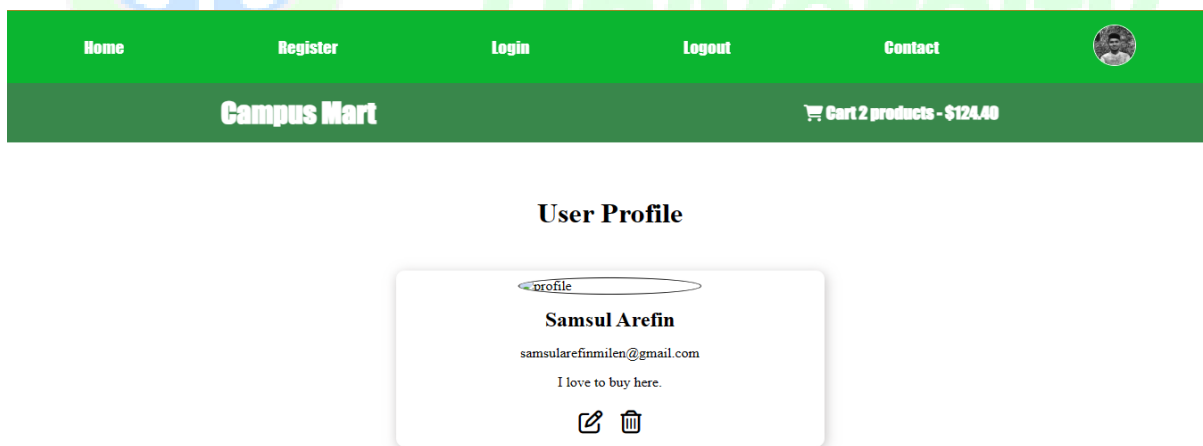 Home Register Login Logout Contact
Campus Mart Cart 2 products - $124.40
User Profile
profile
Samsul Arefin
samsularefinmilen@gmail.com
I love to buy here.